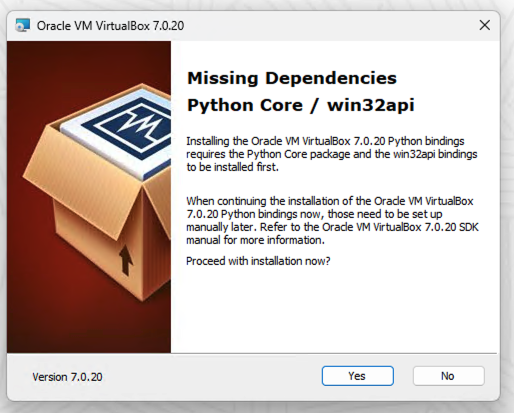 Oracle VM VirtualBox 7.0.20
Missing Dependencies
Python Core / win32api
Installing the Oracle VM VirtualBox 7.0.20 Python bindings
requires the Python Core package and the win32api bindings
to be installed first.
When continuing the installation of the Oracle VM VirtualBox
7.0.20 Python bindings now, those need to be set up
manually later. Refer to the Oracle VM VirtualBox 7.0.20 SDK
manual for more information.
Proceed with installation now?
Version 7.0.20
Yes
No